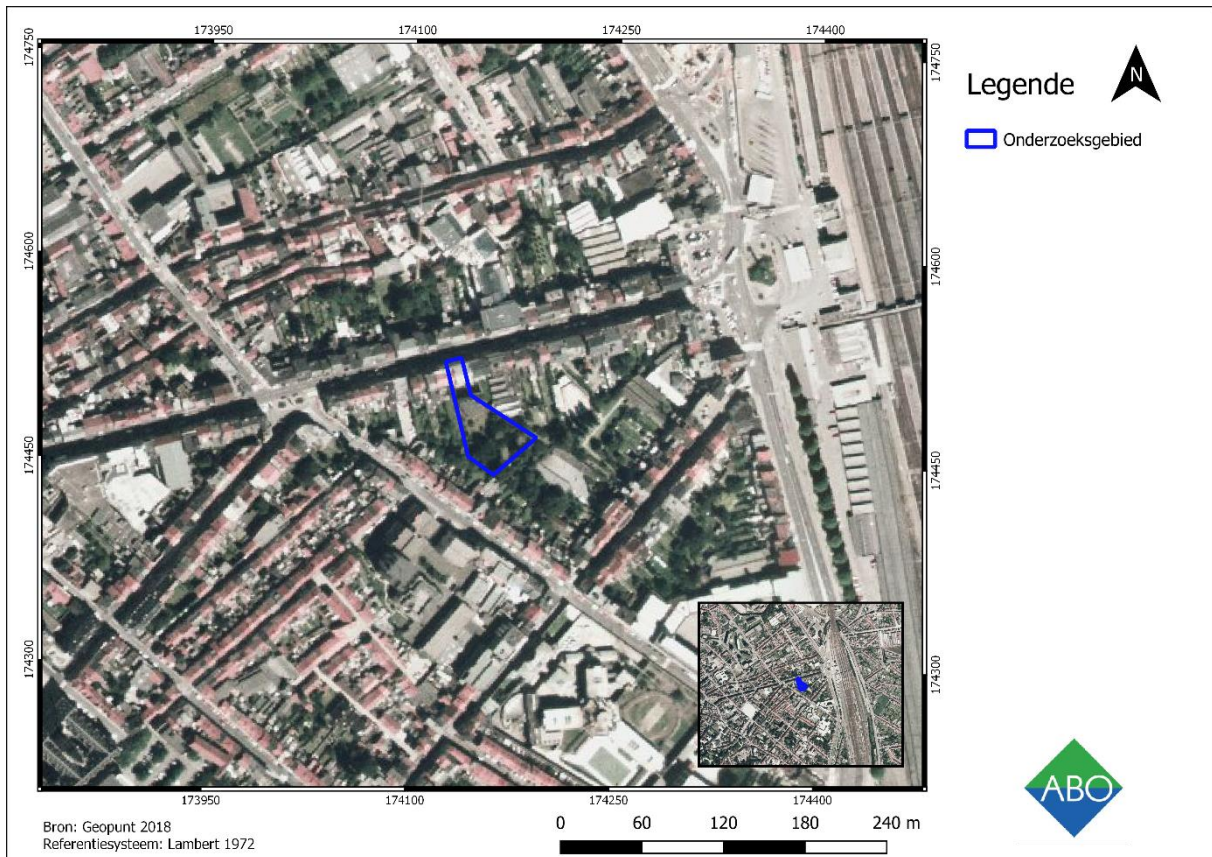 173950 174100 174250 174400
174750 174750
Legende N
Onderzoeksgebied
174600 174600
174450 174450
174300 174300
173950 174100 174250 174400
ABO
Bron: Geopunt 2018
Referentiesysteem: Lambert 1972
0 60 120 180 240 m